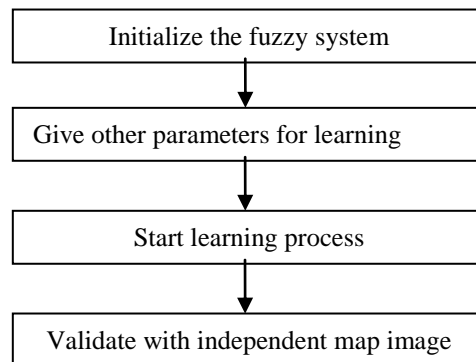 Initialize the fuzzy system
Give other parameters for learning
Start learning process
Validate with independent map image